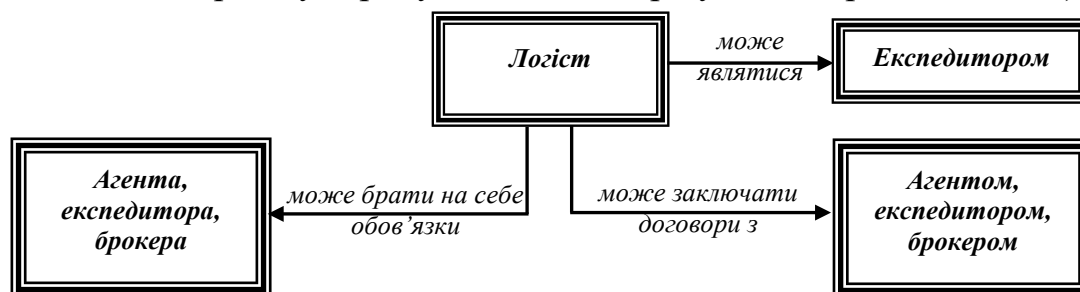 Логіст
може
являтися
Експедитором
Агента,
експедитора,
брокера
може брати на себе
обов’язки
може заключати
договори з
Агентом,
експедитором,
брокером